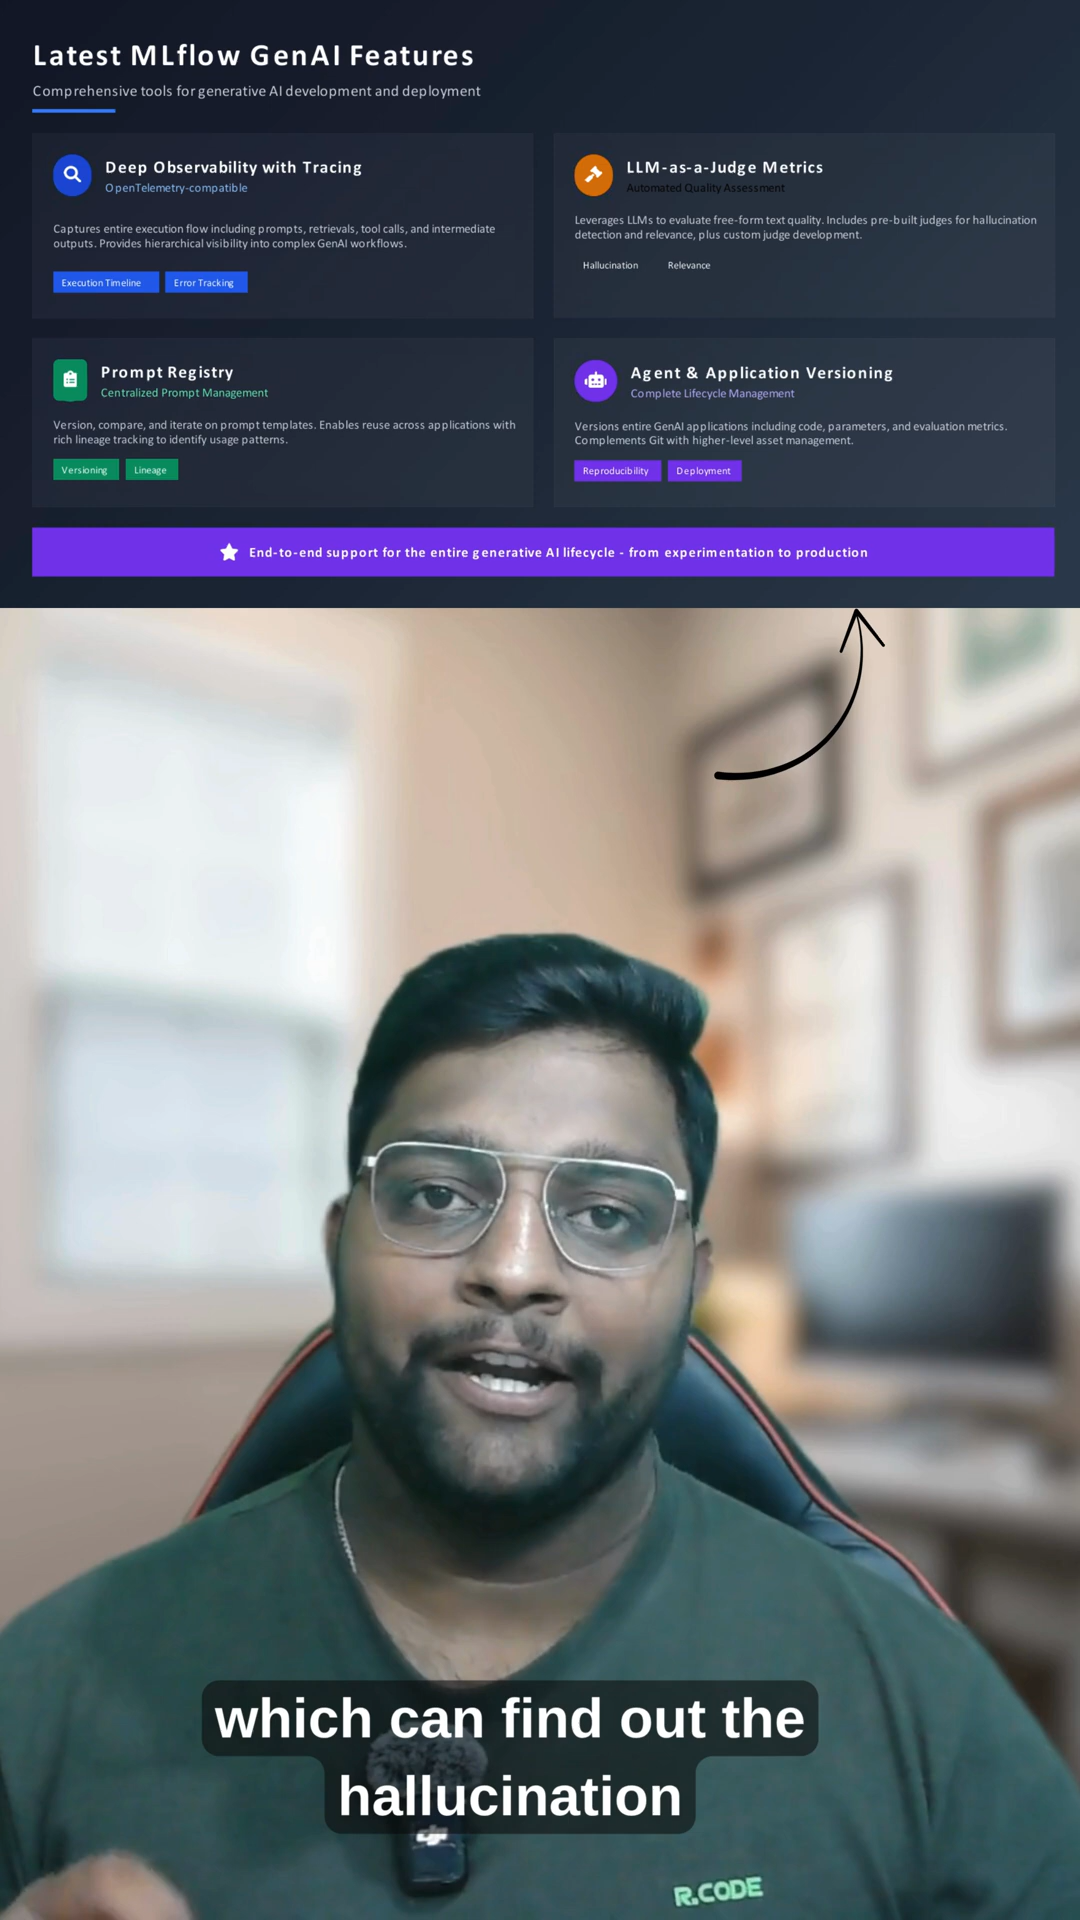 Latest MLflow GenAI Features
Comprehensive tools for generative AI development and deployment
Deep Observability with Tracing
OpenTelemetry-compatible
Captures entire execution flow including prompts, retrievals, tool calls, and intermediate
outputs. Provides hierarchical visibility into complex GenAI workflows.
Execution Timeline
Error Tracking
LLM-as-a-Judge Metrics
Automated Quality Assessment
Leverages LLMs to evaluate free-form text quality. Includes pre-built judges for hallucination
detection and relevance, plus custom judge development.
Hallucination
Relevance
Prompt Registry
Centralized Prompt Management
Version, compare, and iterate on prompt templates. Enables reuse across applications with
rich lineage tracking to identify usage patterns.
Versioning
Lineage
Agent & Application Versioning
Complete Lifecycle Management
Versions entire GenAI applications including code, parameters, and evaluation metrics.
Complements Git with higher-level asset management.
Reproducibility
Deployment
End-to-end support for the entire generative AI lifecycle - from experimentation to production
which can find out the
hallucination
dji
R.CODE